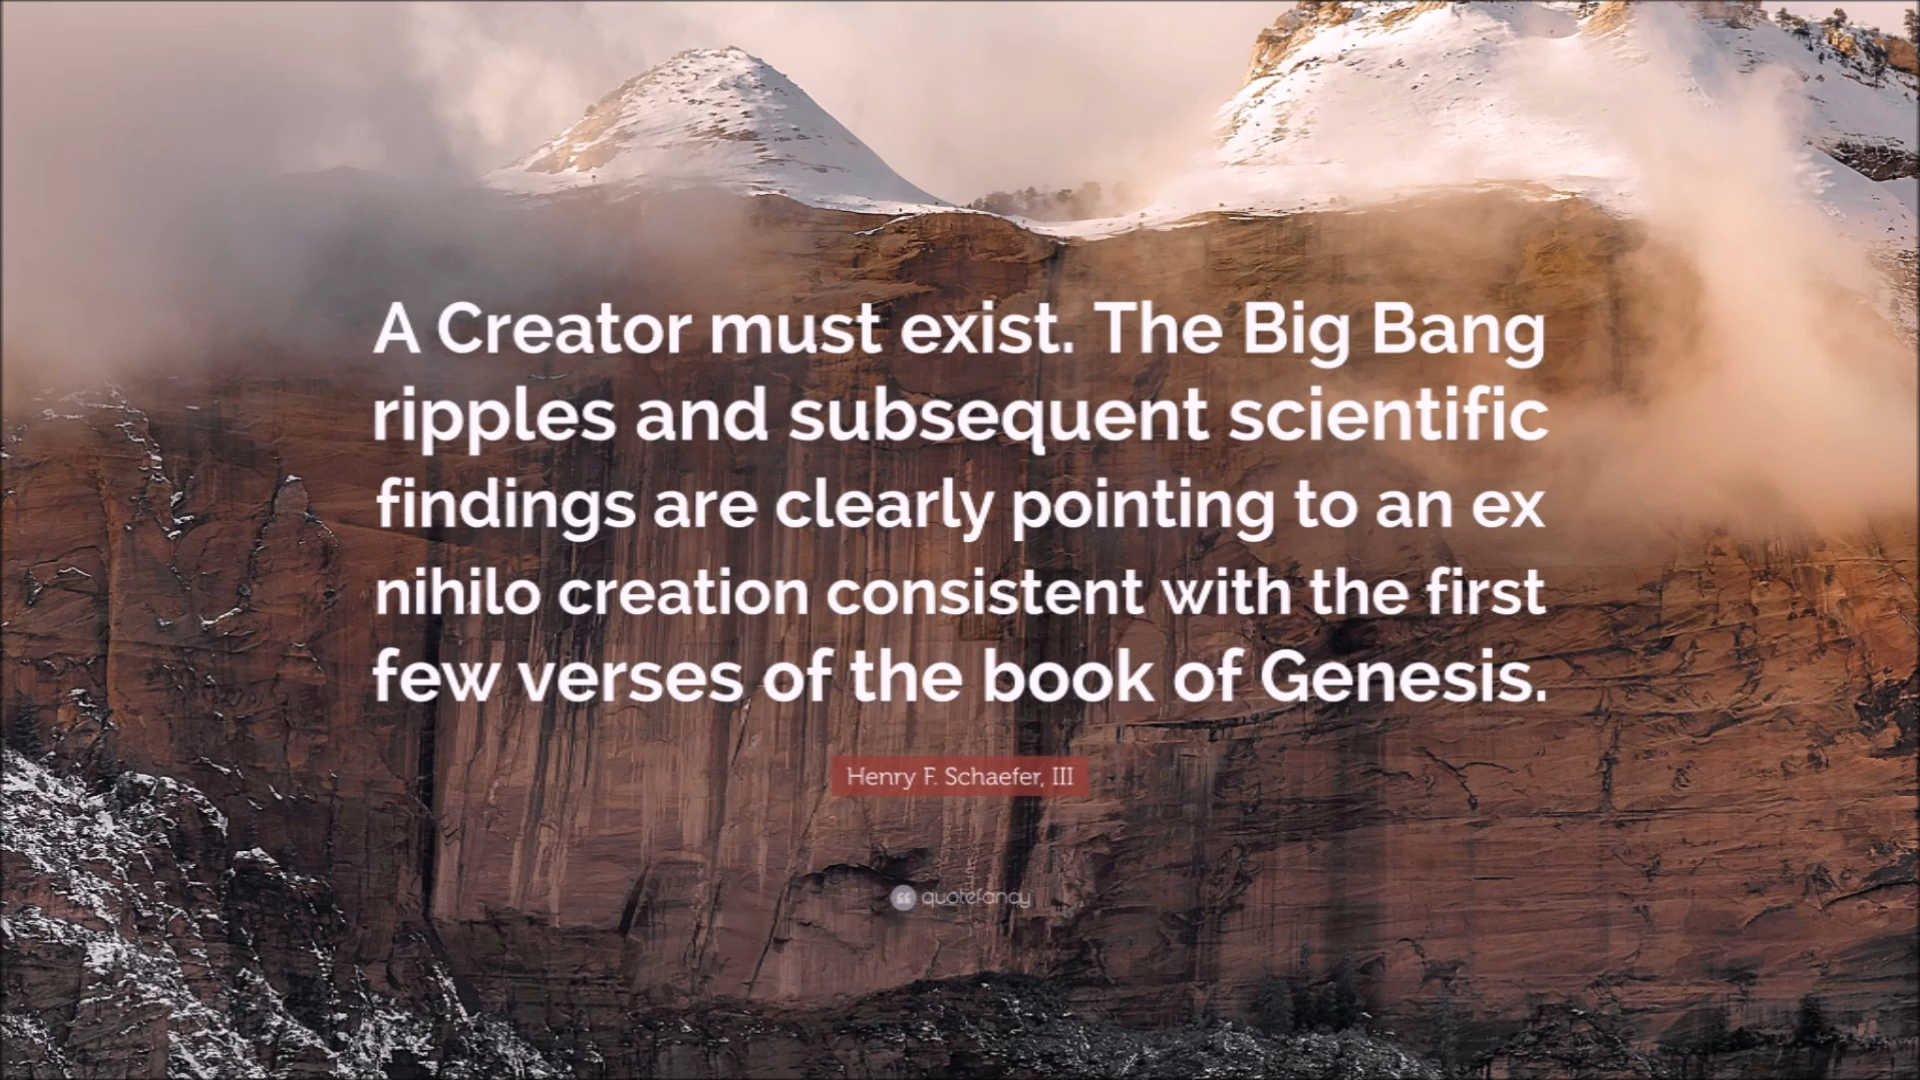 A Creator must exist. The Big Bang
ripples and subsequent scientific
findings are clearly pointing to an ex
nihilo creation consistent with the first
few verses of the book of Genesis.
Henry F. Schaefer, III
quotefancy